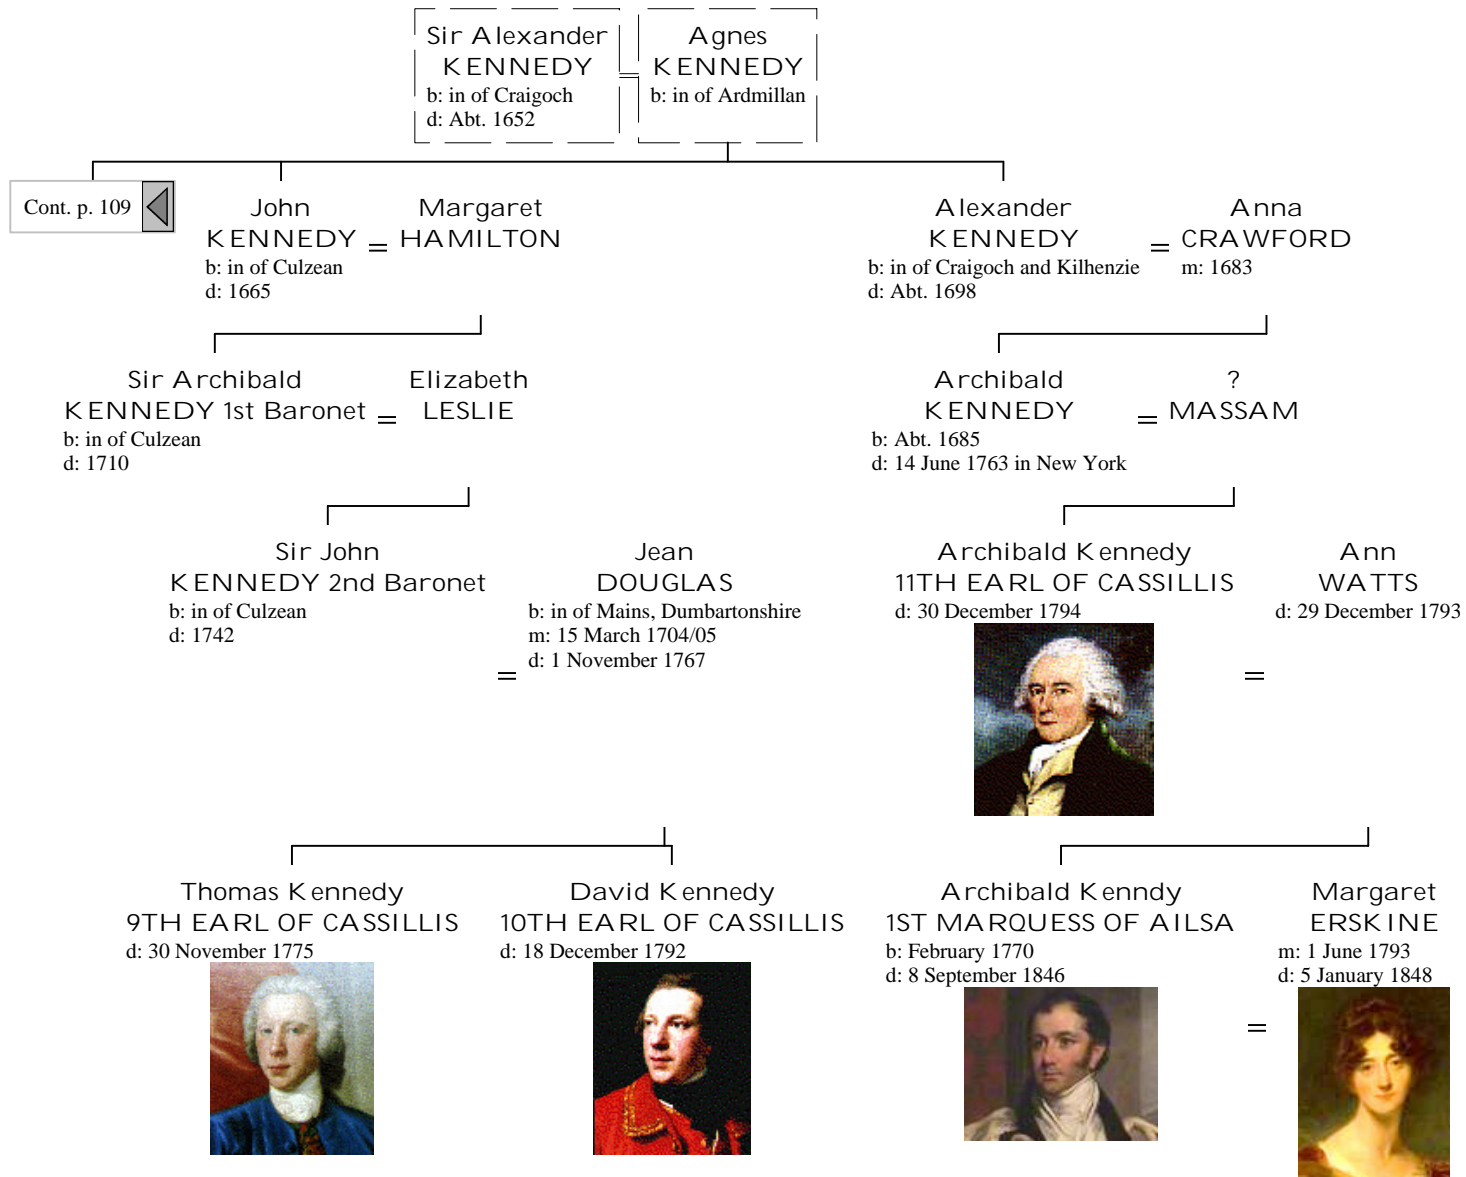 Sir Alexander
KENNEDY
b: in of Craigoch
d: Abt. 1652
=
Agnes
KENNEDY
b: in of Ardmillan
Cont. p. 109
John
KENNEDY
b: in of Culzean
d: 1665
=
Margaret
HAMILTON
Alexander
KENNEDY
b: in of Craigoch and Kilhenzie
d: Abt. 1698
=
Anna
CRAWFORD
m: 1683
Sir Archibald
KENNEDY 1st Baronet
b: in of Culzean
d: 1710
=
Elizabeth
LESLIE
Archibald
KENNEDY
b: Abt. 1685
d: 14 June 1763 in New York
=
?
MASSAM
Sir John
KENNEDY 2nd Baronet
b: in of Culzean
d: 1742
=
Jean
DOUGLAS
b: in of Mains, Dumbartonshire
m: 15 March 1704/05
d: 1 November 1767
Archibald Kennedy
11TH EARL OF CASSILLIS
d: 30 December 1794
=
Ann
WATTS
d: 29 December 1793
Thomas Kennedy
9TH EARL OF CASSILLIS
d: 30 November 1775
David Kennedy
10TH EARL OF CASSILLIS
d: 18 December 1792
Archibald Kenndy
1ST MARQUESS OF AILSA
b: February 1770
d: 8 September 1846
=
Margaret
ERSKINE
m: 1 June 1793
d: 5 January 1848